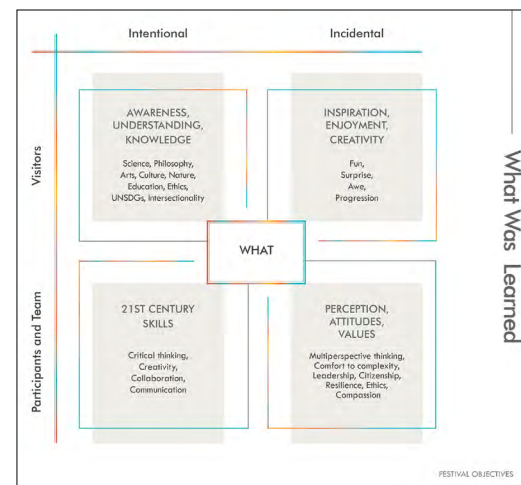 Intentional
Incidental
Visitors
AWARENESS,
UNDERSTANDING,
KNOWLEDGE
Science, Philosophy,
Arts, Culture, Nature,
Education, Ethics,
UNSDGs, Intersectionality
INSPIRATION,
ENJOYMENT,
CREATIVITY
Fun,
Surprise,
Awe,
Progression
WHAT
Participants and Team
21ST CENTURY
SKILLS
Critical thinking,
Creativity,
Collaboration,
Communication
PERCEPTION,
ATTITUDES,
VALUES
Multiperspective thinking,
Comfort to complexity,
Leadership, Citizenship,
Resilience, Ethics,
Compassion
What Was Learned
FESTIVAL OBJECTIVES